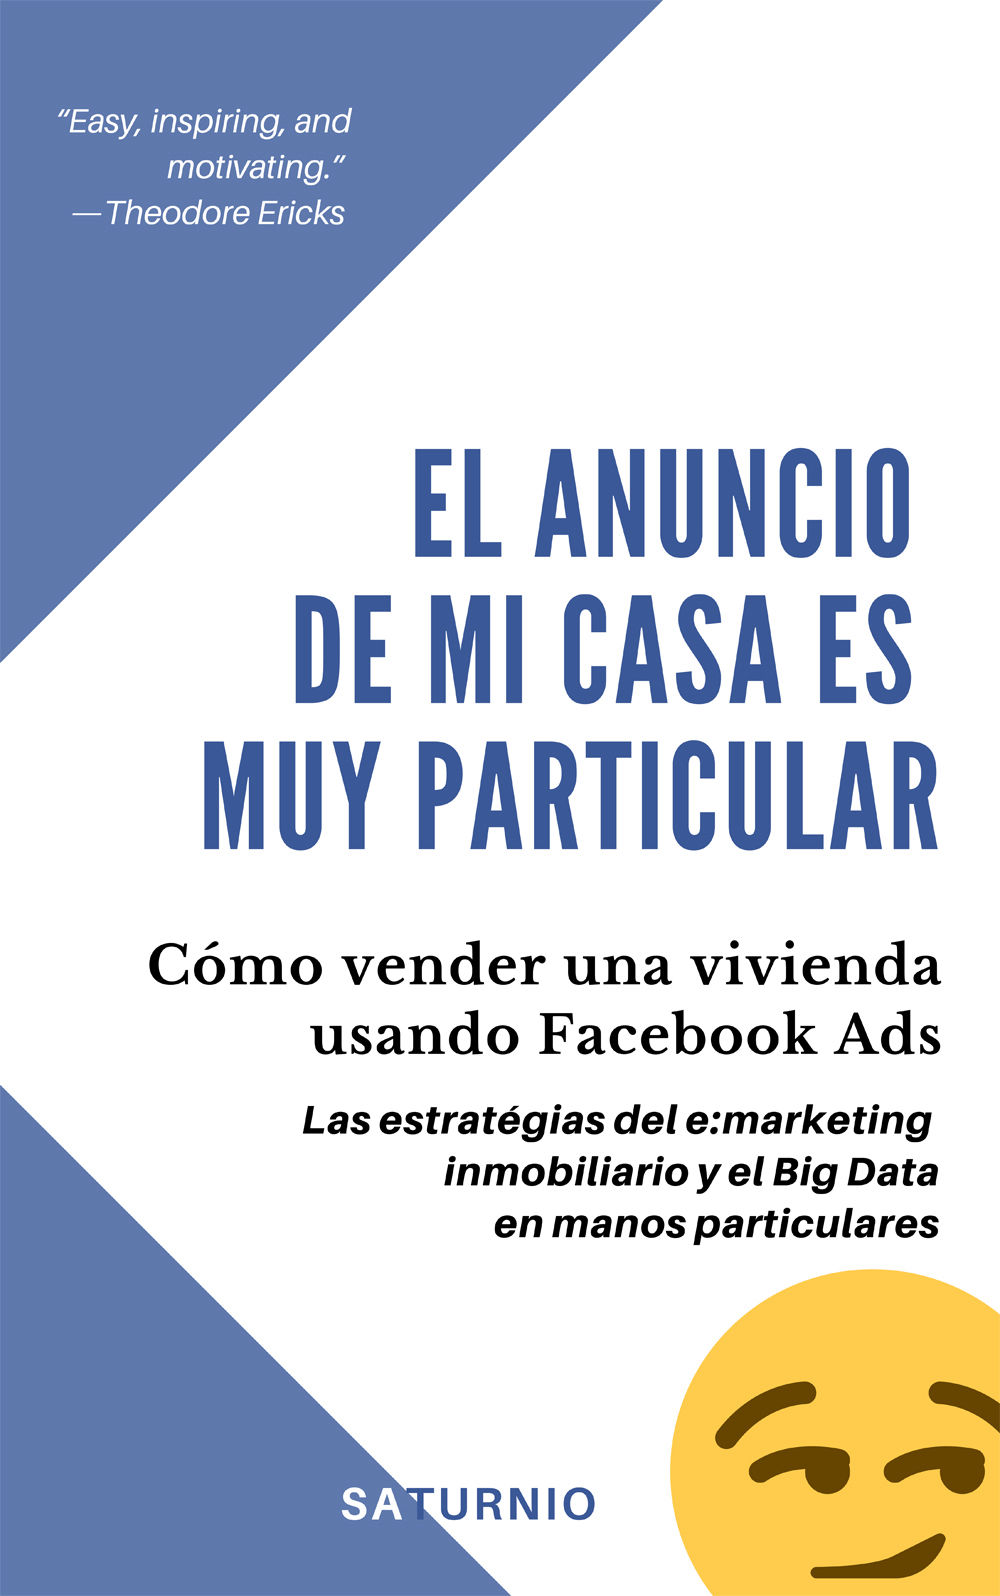 “Easy, inspiring, and
motivating.”
—Theodore Ericks
EL ANUNCIO
DE MI CASA ES
MUY PARTICULAR
Cómo vender una vivienda
usando Facebook Ads
Las estratégias del e:marketing
inmobiliario y el Big Data
en manos particulares
SATURNIO